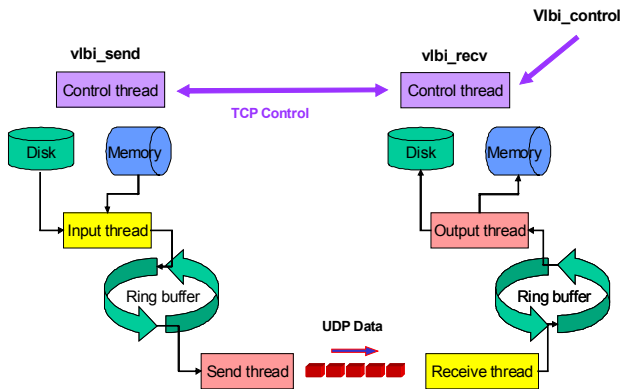 Vlbi_control
vlbi_send
vlbi_recv
Control thread
Control thread
TCP Control
Disk
Memory
Disk
Memory
Input thread
Output thread
Ring buffer
Ring buffer
UDP Data
Send thread
Receive thread